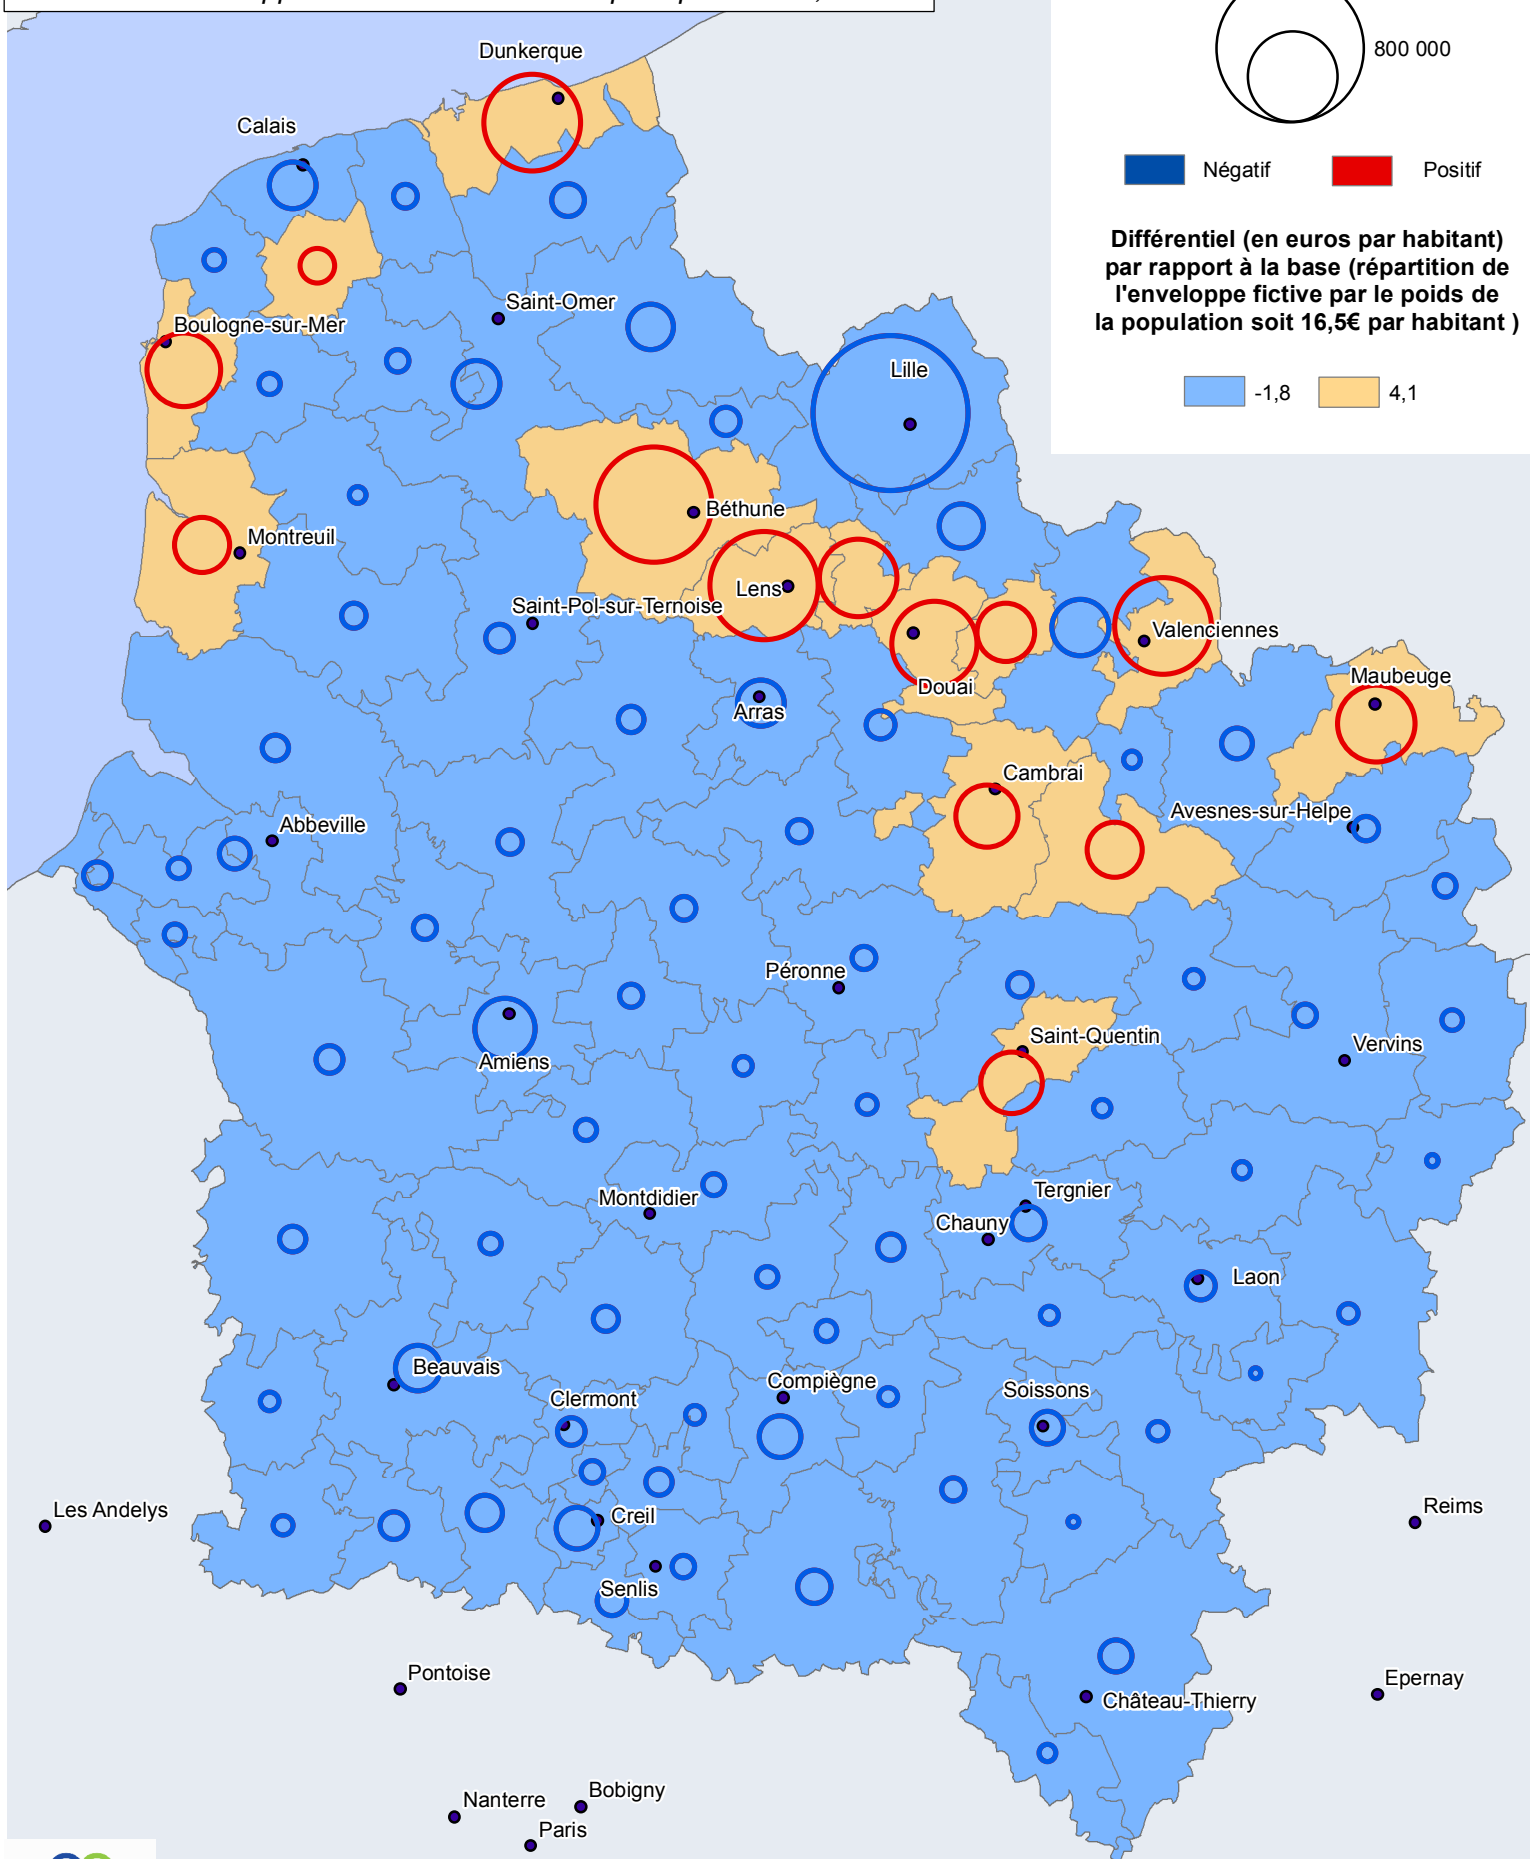 Dunkerque
800 000
Calais
Négatif
Positif
Différentiel (en euros par habitant)
par rapport à la base (répartition de
l'enveloppe fictive par le poids de
la population soit 16,5€ par habitant )
-1,8
4,1
Saint-Omer
Boulogne-sur-Mer
Lille
Béthune
Montreuil
Lens
Saint-Pol-sur-Ternoise
Valenciennes
Maubeuge
Douai
Arras
Cambrai
Avesnes-sur-Helpe
Abbeville
Péronne
Saint-Quentin
Vervins
Amiens
Tergnier
Montdidier
Chauny
Laon
Beauvais
Compiègne
Soissons
Clermont
Les Andelys
Creil
Reims
Senlis
Pontoise
Epernay
Château-Thierry
Bobigny
Nanterre
Paris